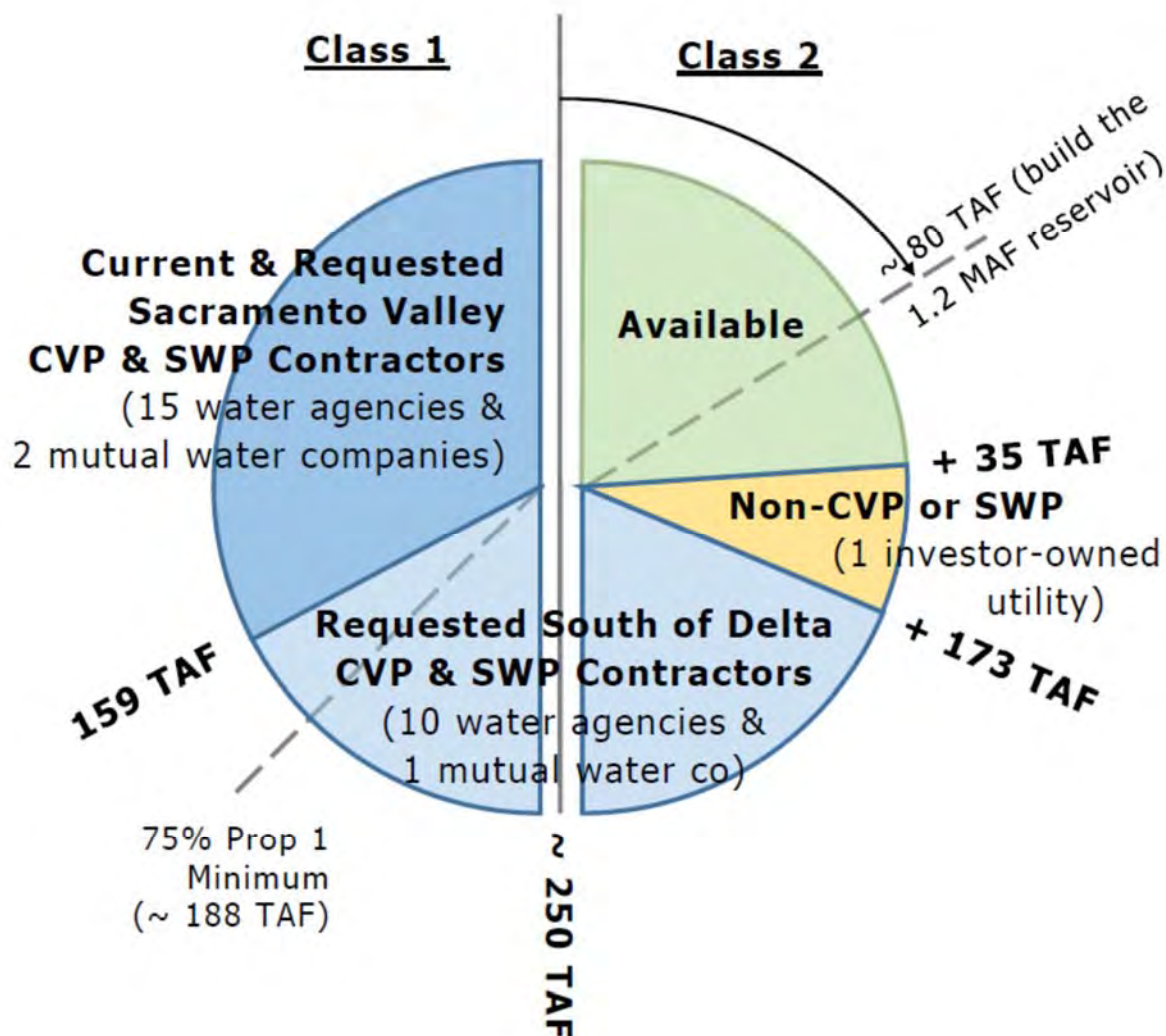 Class 1
Class 2
~ 80 TAF (build the
1.2 MAF reservoir)
Current & Requested
Sacramento Valley
CVP & SWP Contractors
(15 water agencies &
2 mutual water companies)
Available
+ 35 TAF
Non-CVP or SWP
(1 investor-owned
utility)
+ 173 TAF
Requested South of Delta
CVP & SWP Contractors
(10 water agencies &
1 mutual water co)
159 TAF
75% Prop 1
Minimum
(~ 188 TAF)
~ 250 TAF